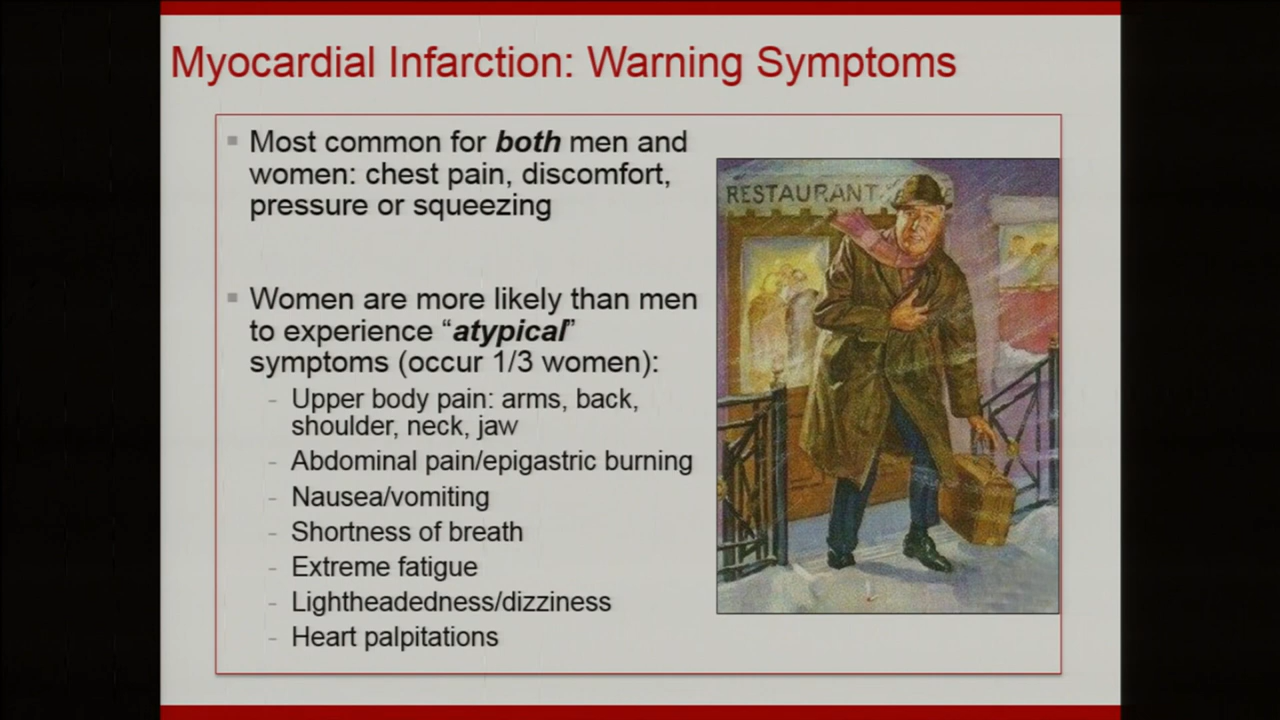 Myocardial Infarction: Warning Symptoms
Most common for both men and
women: chest pain, discomfort,
pressure or squeezing
Women are more likely than men
to experience “atypical”
symptoms (occur 1/3 women):
- Upper body pain: arms, back,
shoulder, neck, jaw
- Abdominal pain/epigastric burning
- Nausea/vomiting
- Shortness of breath
- Extreme fatigue
- Lightheadedness/dizziness
- Heart palpitations
RESTAURANT